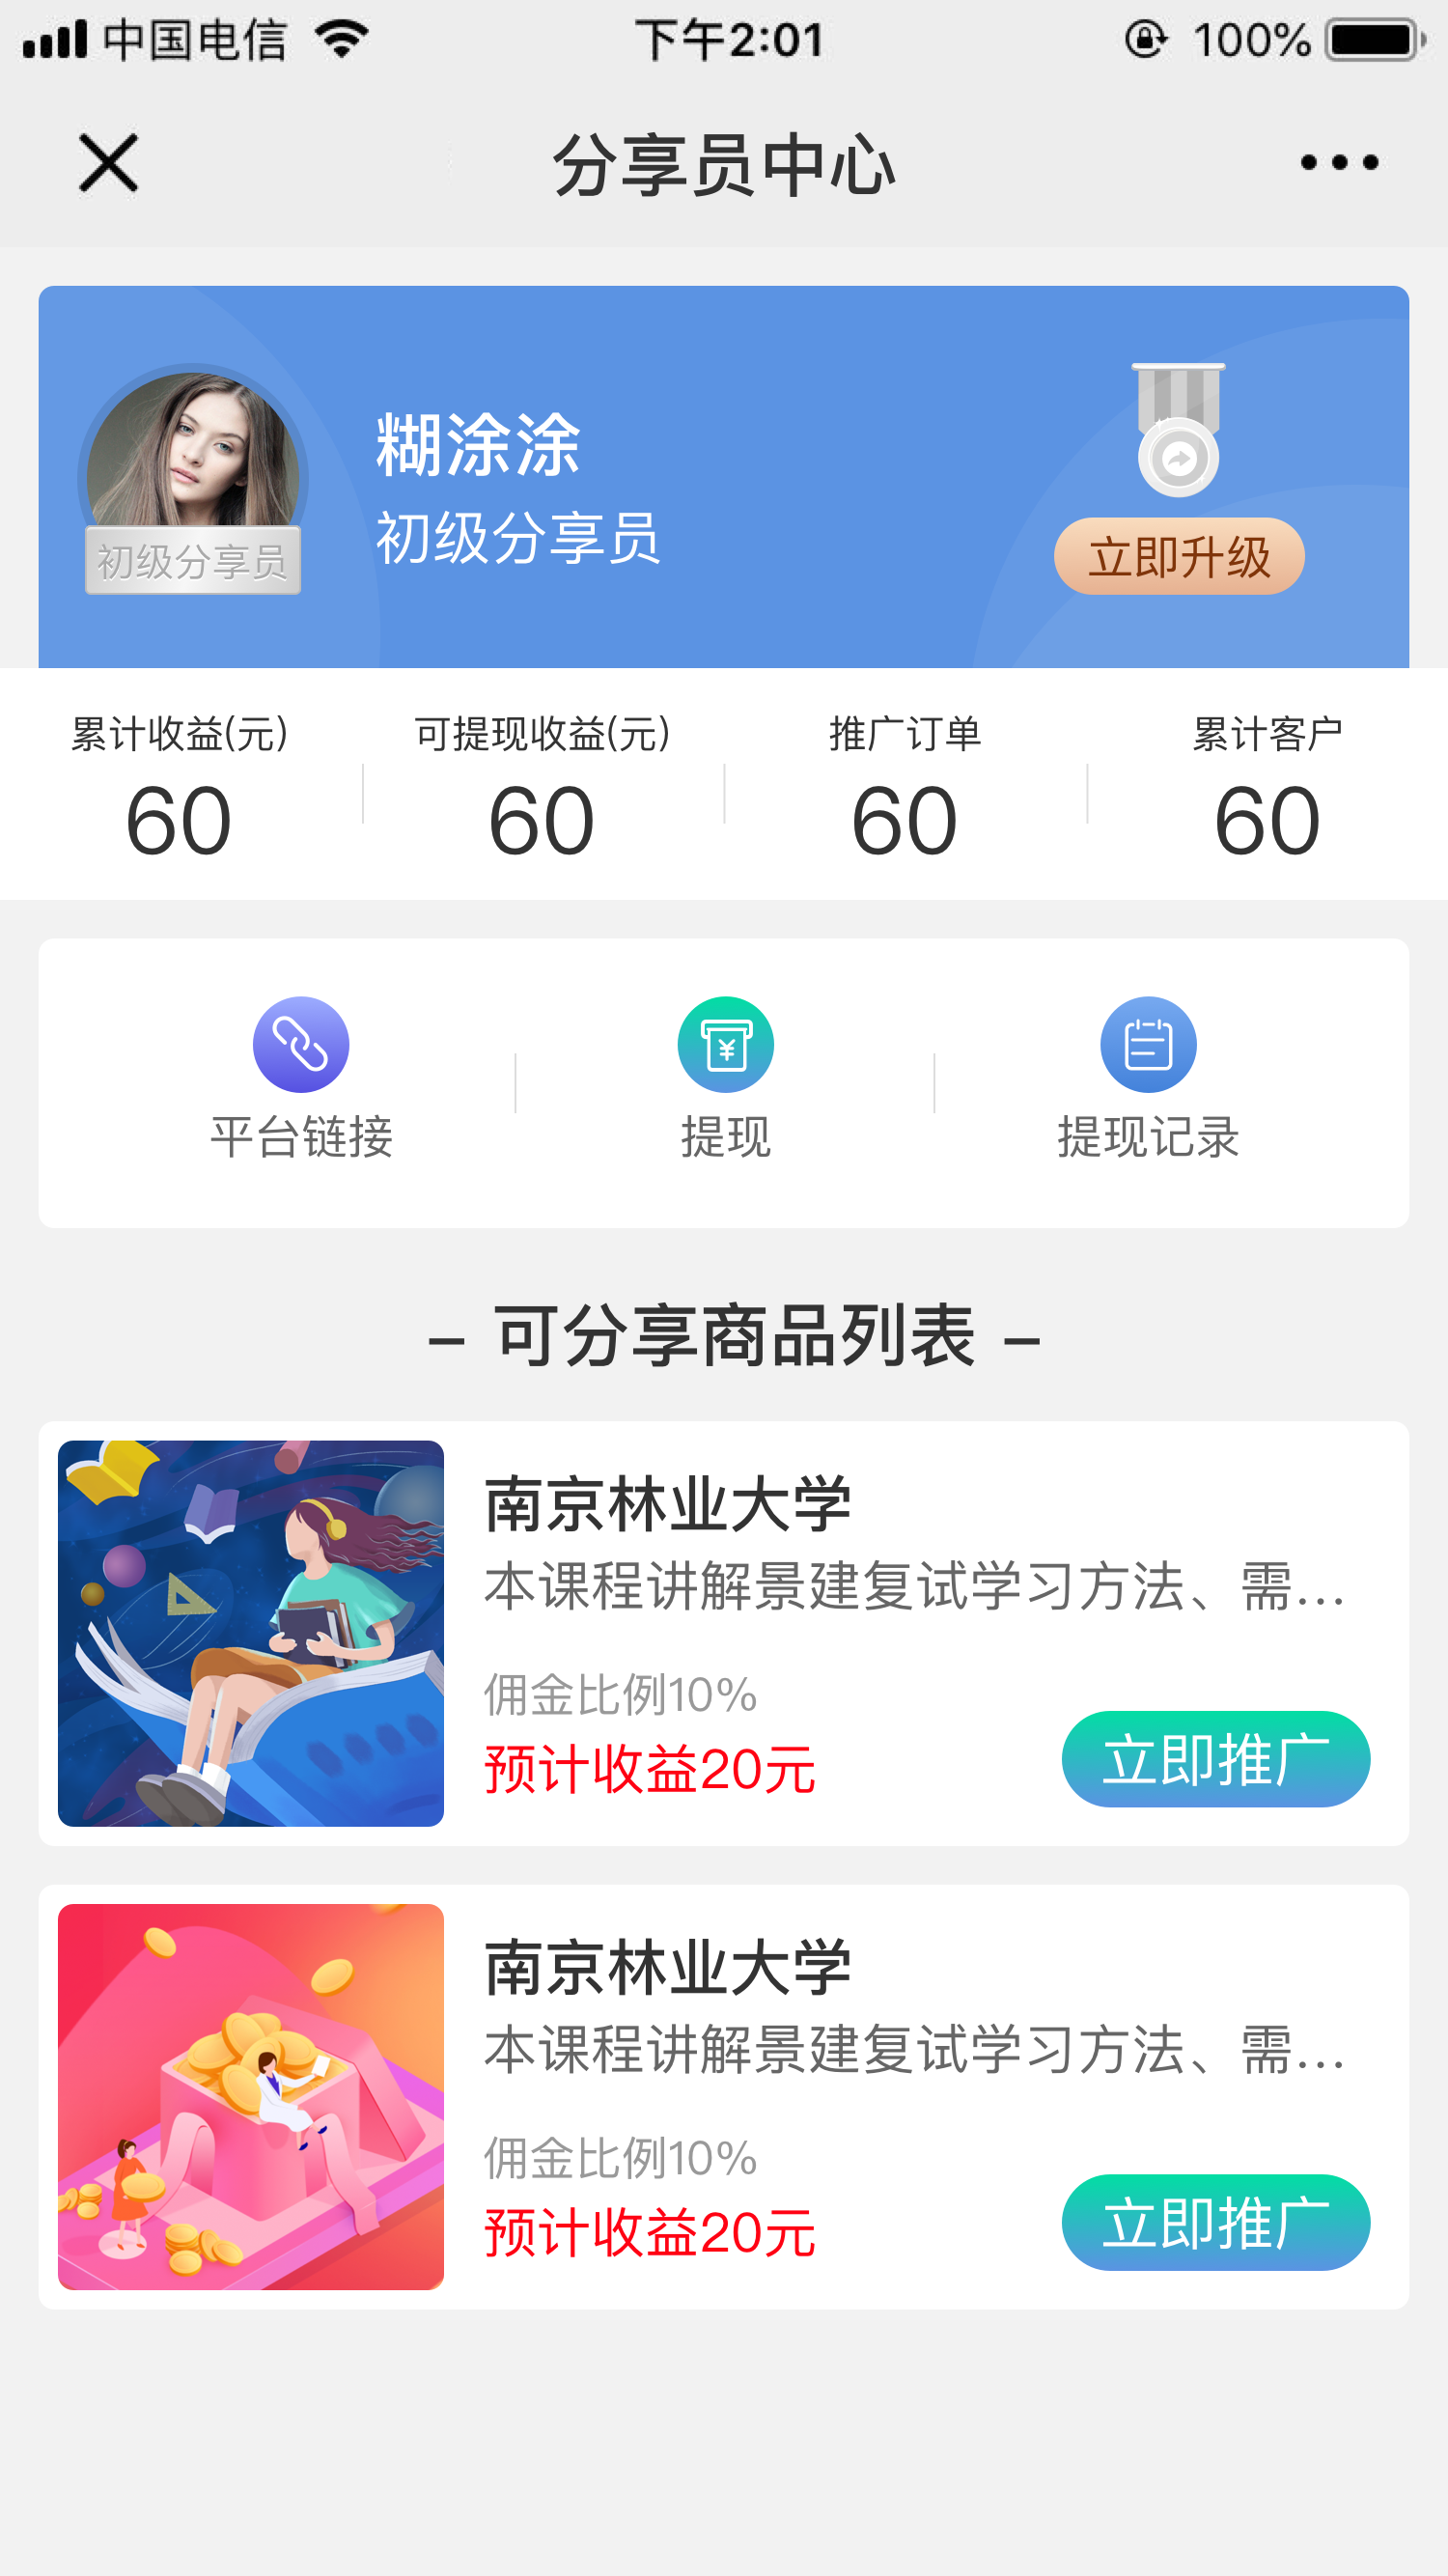 中国电信
下午2:01
100%
分享员中心
糊涂涂
初级分享员
初级分享员
立即升级
累计收益(元)
可提现收益(元)
推广订单
累计客户
60
60
60
60
¥
平台链接
提现
提现记录
– 可分享商品列表 –
南京林业大学
本课程讲解景建复试学习方法、需...
佣金比例10%
预计收益20元
立即推广
南京林业大学
本课程讲解景建复试学习方法、需...
佣金比例10%
预计收益20元
立即推广